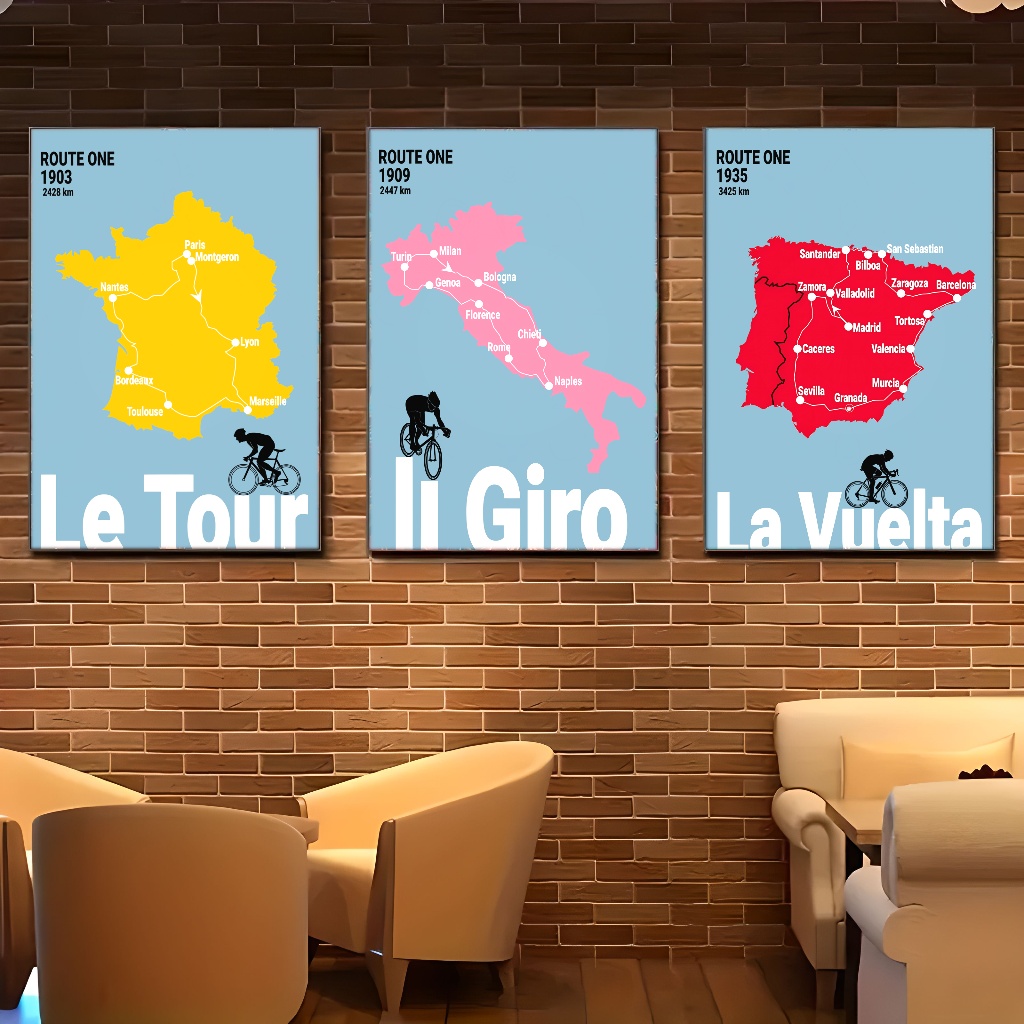 ROUTE ONE
1903
2428 km
Paris
Montgeron
Nantes
Lyon
Bordeaux
Toulouse
Marseille
Le Tour
ROUTE ONE
1909
2447 km
Milan
Turin
Bologna
Genoa
Florence
Chieti
Rome
Naples
Il Giro
ROUTE ONE
1935
3425 km
San Sebastian
Santander
Bilboa
Zaragoza
Barcelona
Zamora
Valladolid
Tortosa
Madrid
Caceres
Valencia
Murcia
Sevilla
Granada
La Vuelta